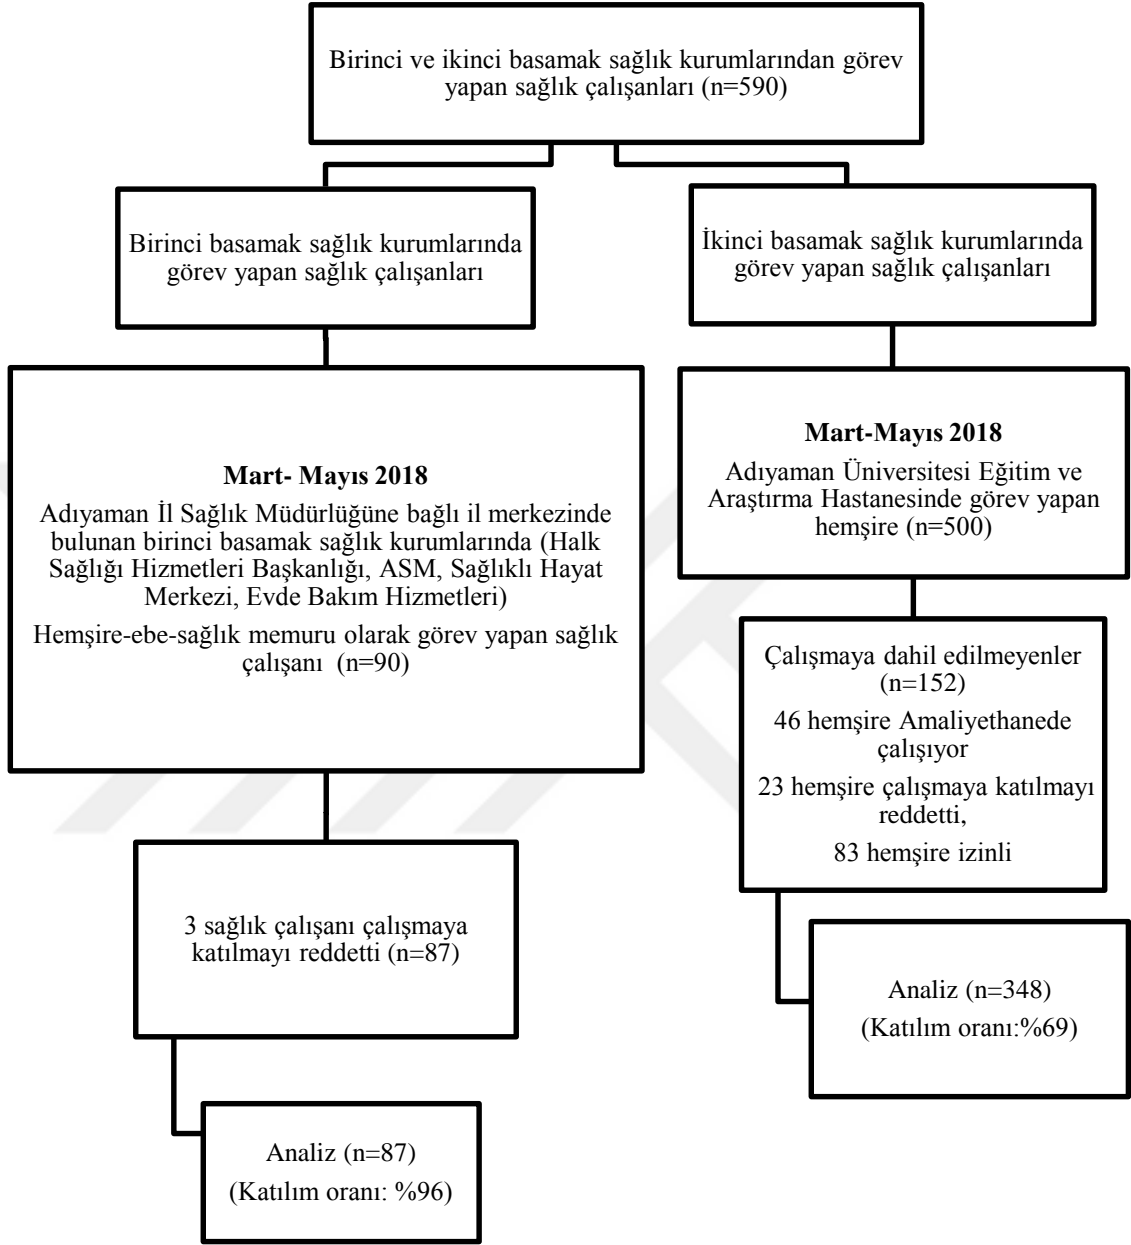 Birinci ve ikinci basamak sağlık kurumlarından görev
yapan sağlık çalışanları (n=590)
Birinci basamak sağlık kurumlarında
görev yapan sağlık çalışanları
İkinci basamak sağlık kurumlarında
görev yapan sağlık çalışanları
Mart- Mayıs 2018
Adıyaman İl Sağlık Müdürlüğüne bağlı il merkezinde
bulunan birinci basamak sağlık kurumlarında (Halk
Sağlığı Hizmetleri Başkanlığı, ASM, Sağlıklı Hayat
Merkezi, Evde Bakım Hizmetleri)
Hemşire-ebe-sağlık memuru olarak görev yapan sağlık
çalışanı (n=90)
Mart-Mayıs 2018
Adıyaman Üniversitesi Eğitim ve
Araştırma Hastanesinde görev yapan
hemşire (n=500)
Çalışmaya dahil edilmeyenler
(n=152)
46 hemşire Amaliyethanede
çalışıyor
23 hemşire çalışmaya katılmayı
reddetti,
83 hemşire izinli
3 sağlık çalışanı çalışmaya
katılmayı reddetti (n=87)
Analiz (n=348)
(Katılım oranı:%69)
Analiz (n=87)
(Katılım oranı: %96)